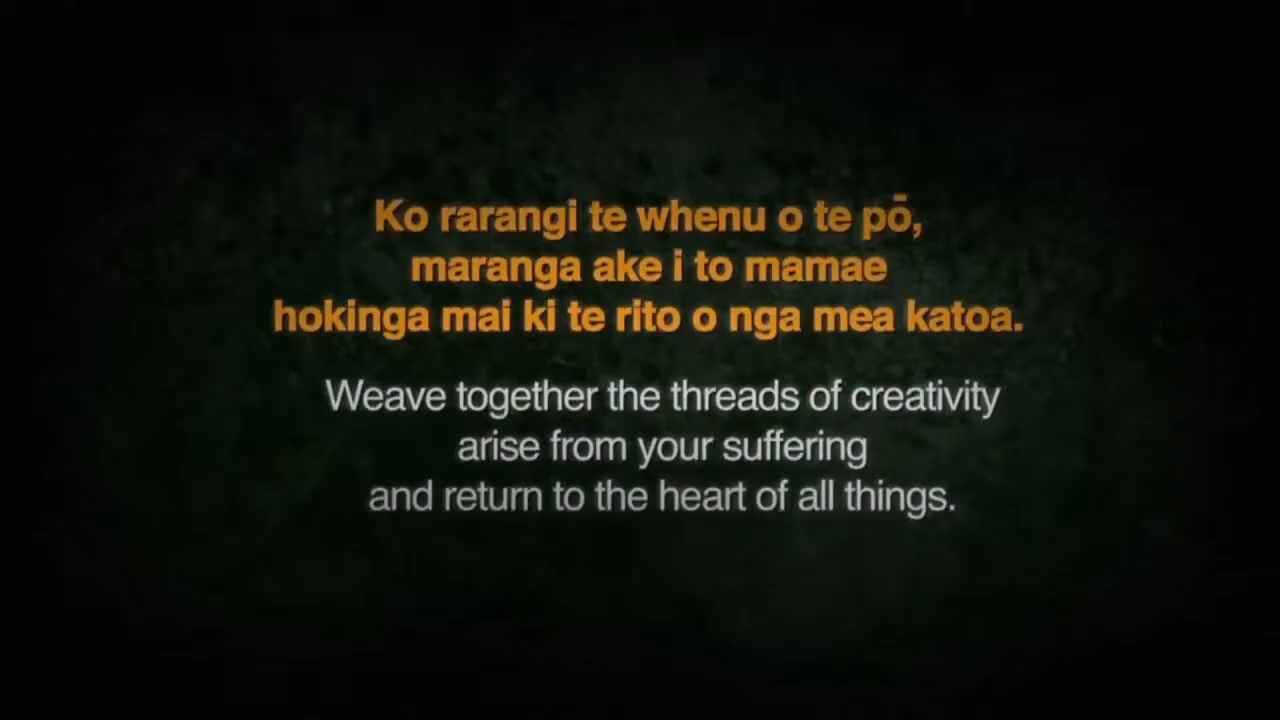 Ko rarangi te whenu o te pō,
maranga ake i to mamae
hokinga mai ki te rito o nga mea katoa.
Weave together the threads of creativity
arise from your suffering
and return to the heart of all things.